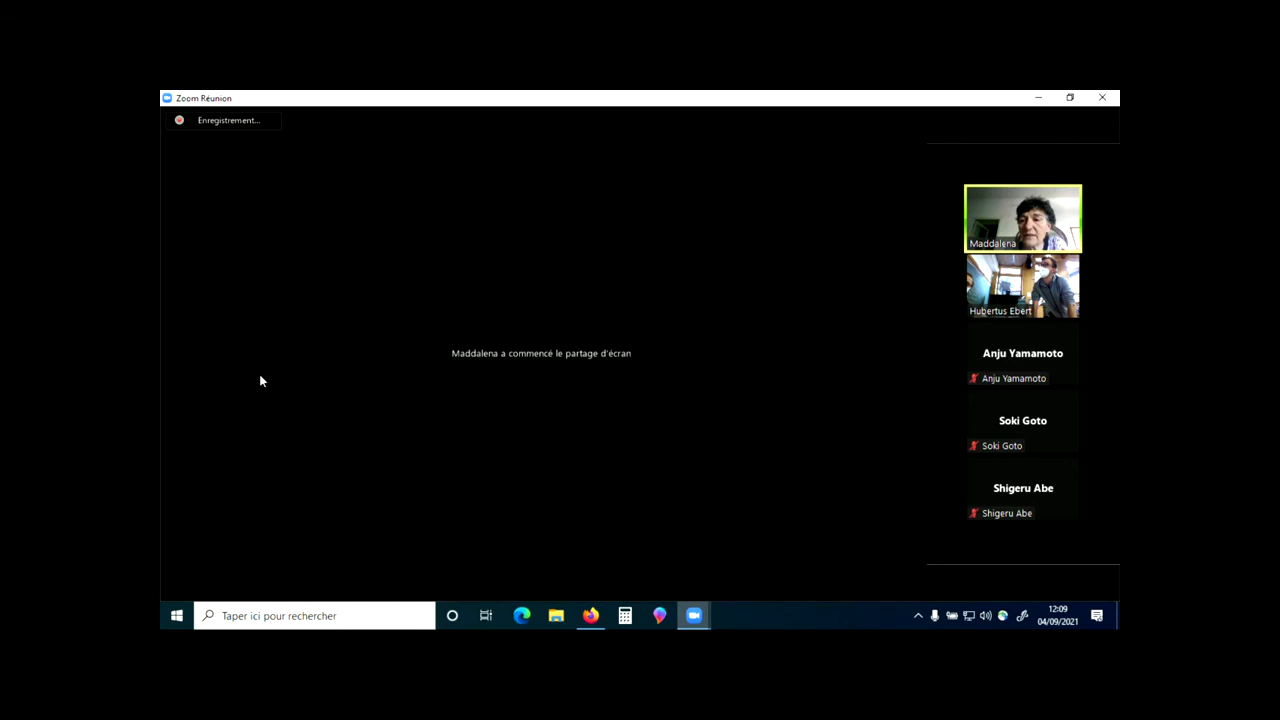 Zoom Réunion
Enregistrement...
Maddalena
Hubertus Ebert
Maddalena a commencé le partage d'écran
Anju Yamamoto
Anju Yamamoto
Soki Goto
Soki Goto
Shigeru Abe
Shigeru Abe
Taper ici pour rechercher
12:09
04/09/2021